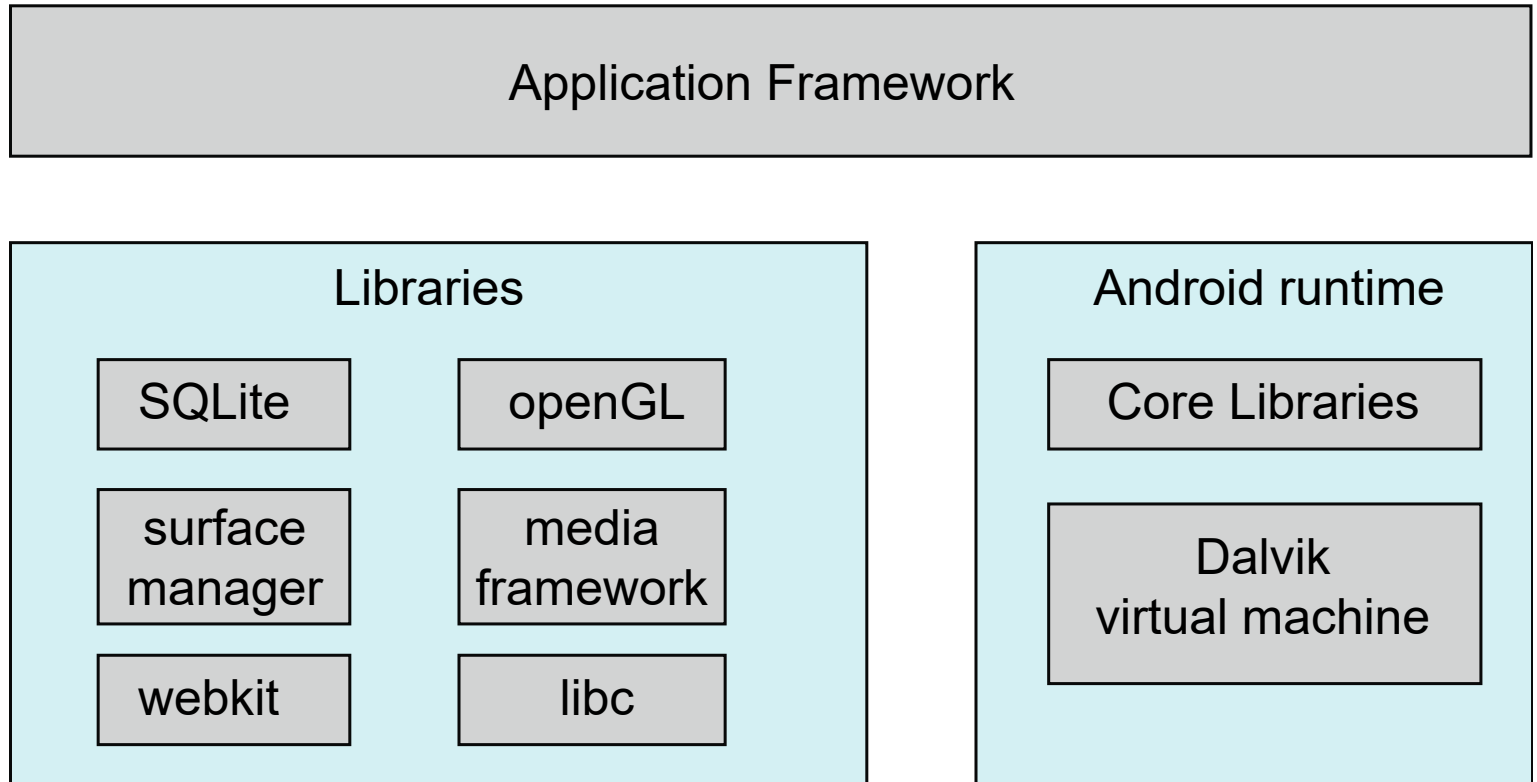 Application Framework
Libraries
SQLite
openGL
surface
manager
media
framework
webkit
libc
Android runtime
Core Libraries
Dalvik
virtual machine